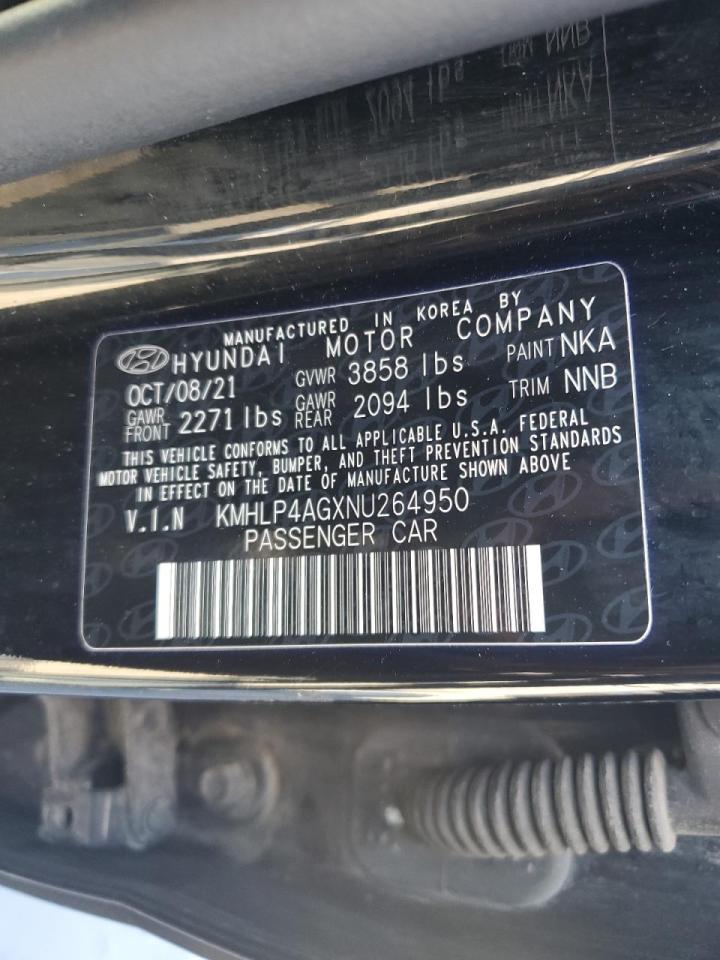 MANUFACTURED IN KOREA BY
HYUNDAI MOTOR COMPANY
OCT/08/21 GVWR 3858 lbs PAINT NKA
GAWR FRONT 2271 lbs GAWR REAR 2094 lbs TRIM NNB
THIS VEHICLE CONFORMS TO ALL APPLICABLE U.S.A. FEDERAL
MOTOR VEHICLE SAFETY, BUMPER, AND THEFT PREVENTION STANDARDS
IN EFFECT ON THE DATE OF MANUFACTURE SHOWN ABOVE
V.I.N KMHLP4AGXNU264950
PASSENGER CAR